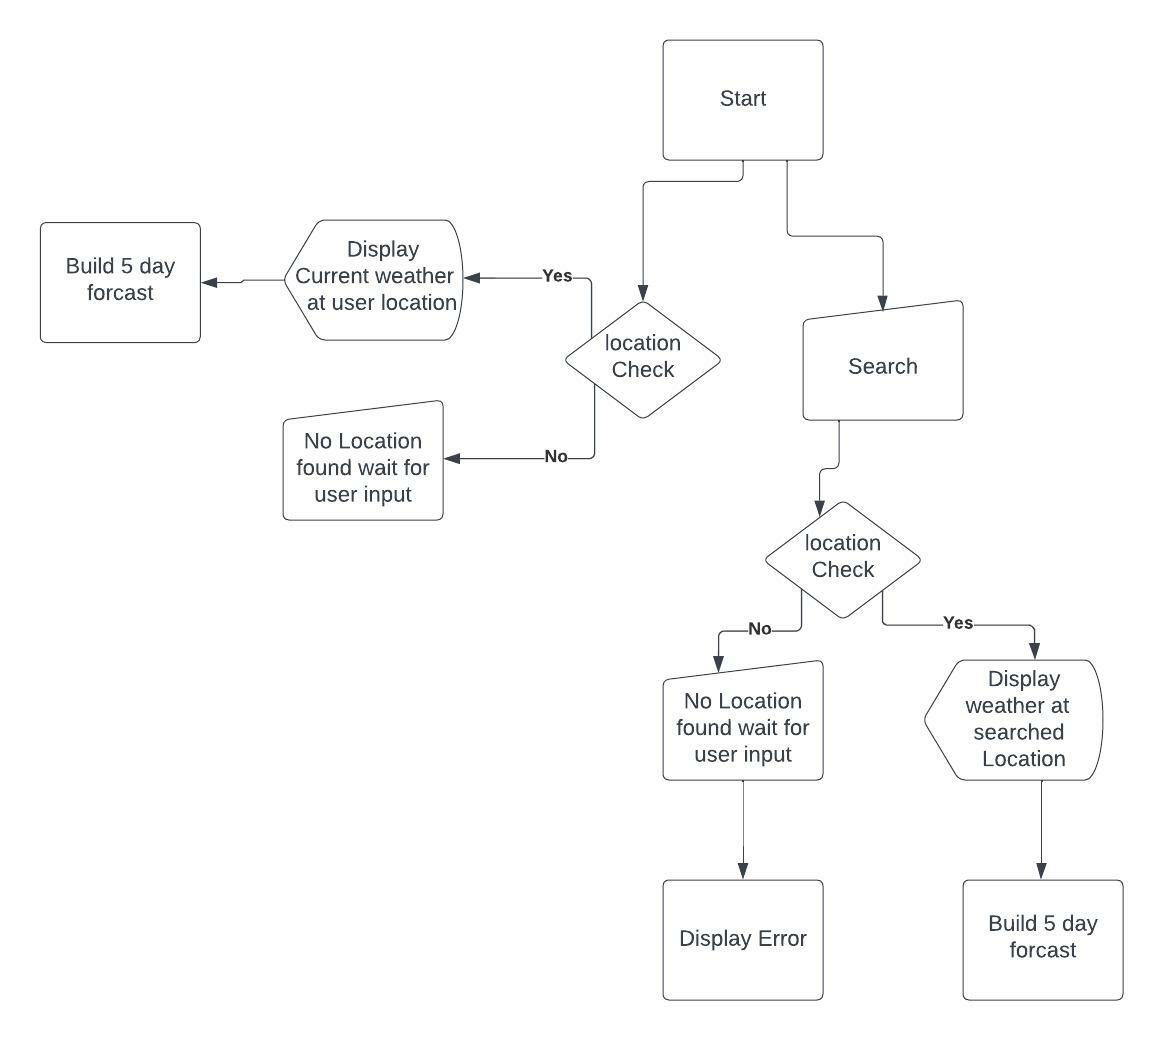 Start
Build 5 day
forcast
Display
Current weather
at user location
Yes
location
Check
Search
No Location
found wait for
user input
No
location
Check
No
Yes
No Location
found wait for
user input
Display
weather at
searched
Location
Display Error
Build 5 day
forcast